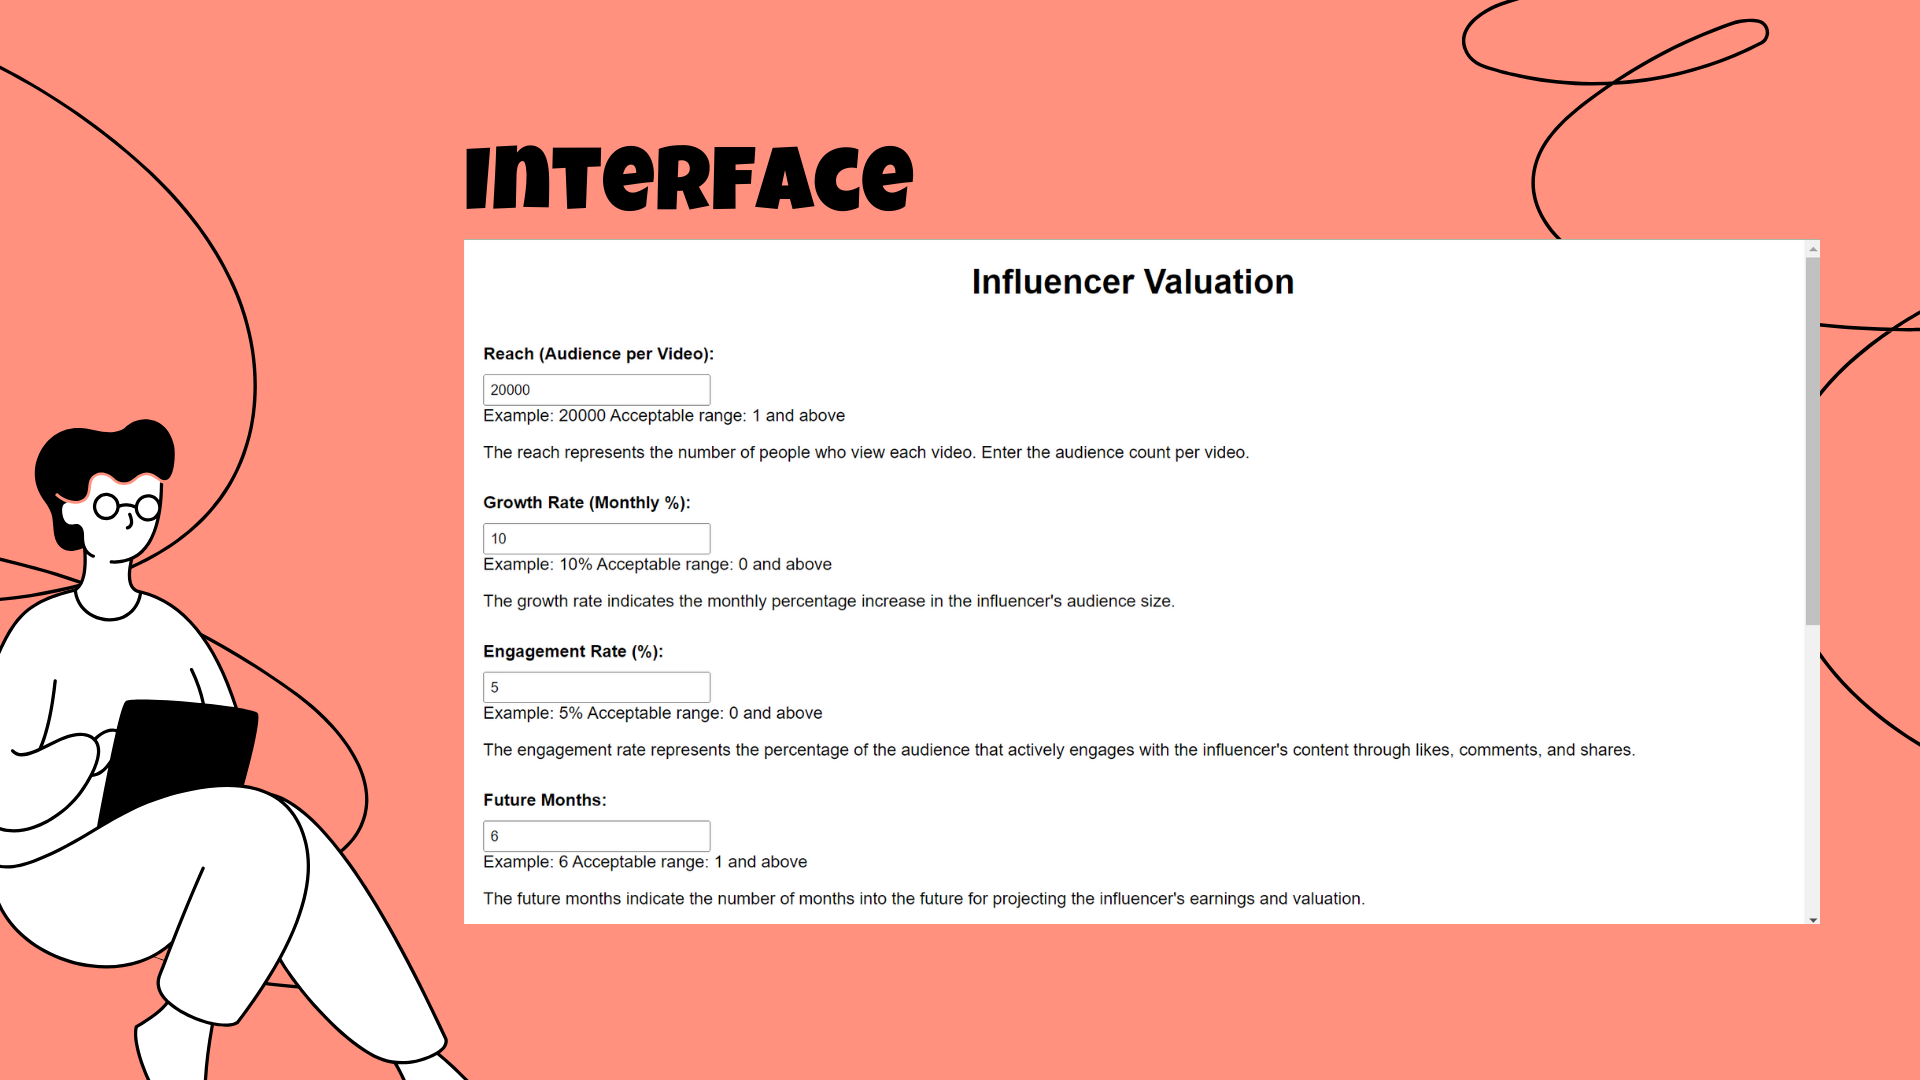 INTERFACE
Influencer Valuation
Reach (Audience per Video):
20000
Example: 20000 Acceptable range: 1 and above
The reach represents the number of people who view each video. Enter the audience count per video.
Growth Rate (Monthly %):
10
Example: 10% Acceptable range: 0 and above
The growth rate indicates the monthly percentage increase in the influencer's audience size.
Engagement Rate (%):
5
Example: 5% Acceptable range: 0 and above
The engagement rate represents the percentage of the audience that actively engages with the influencer's content through likes, comments, and shares.
Future Months:
6
Example: 6 Acceptable range: 1 and above
The future months indicate the number of months into the future for projecting the influencer's earnings and valuation.